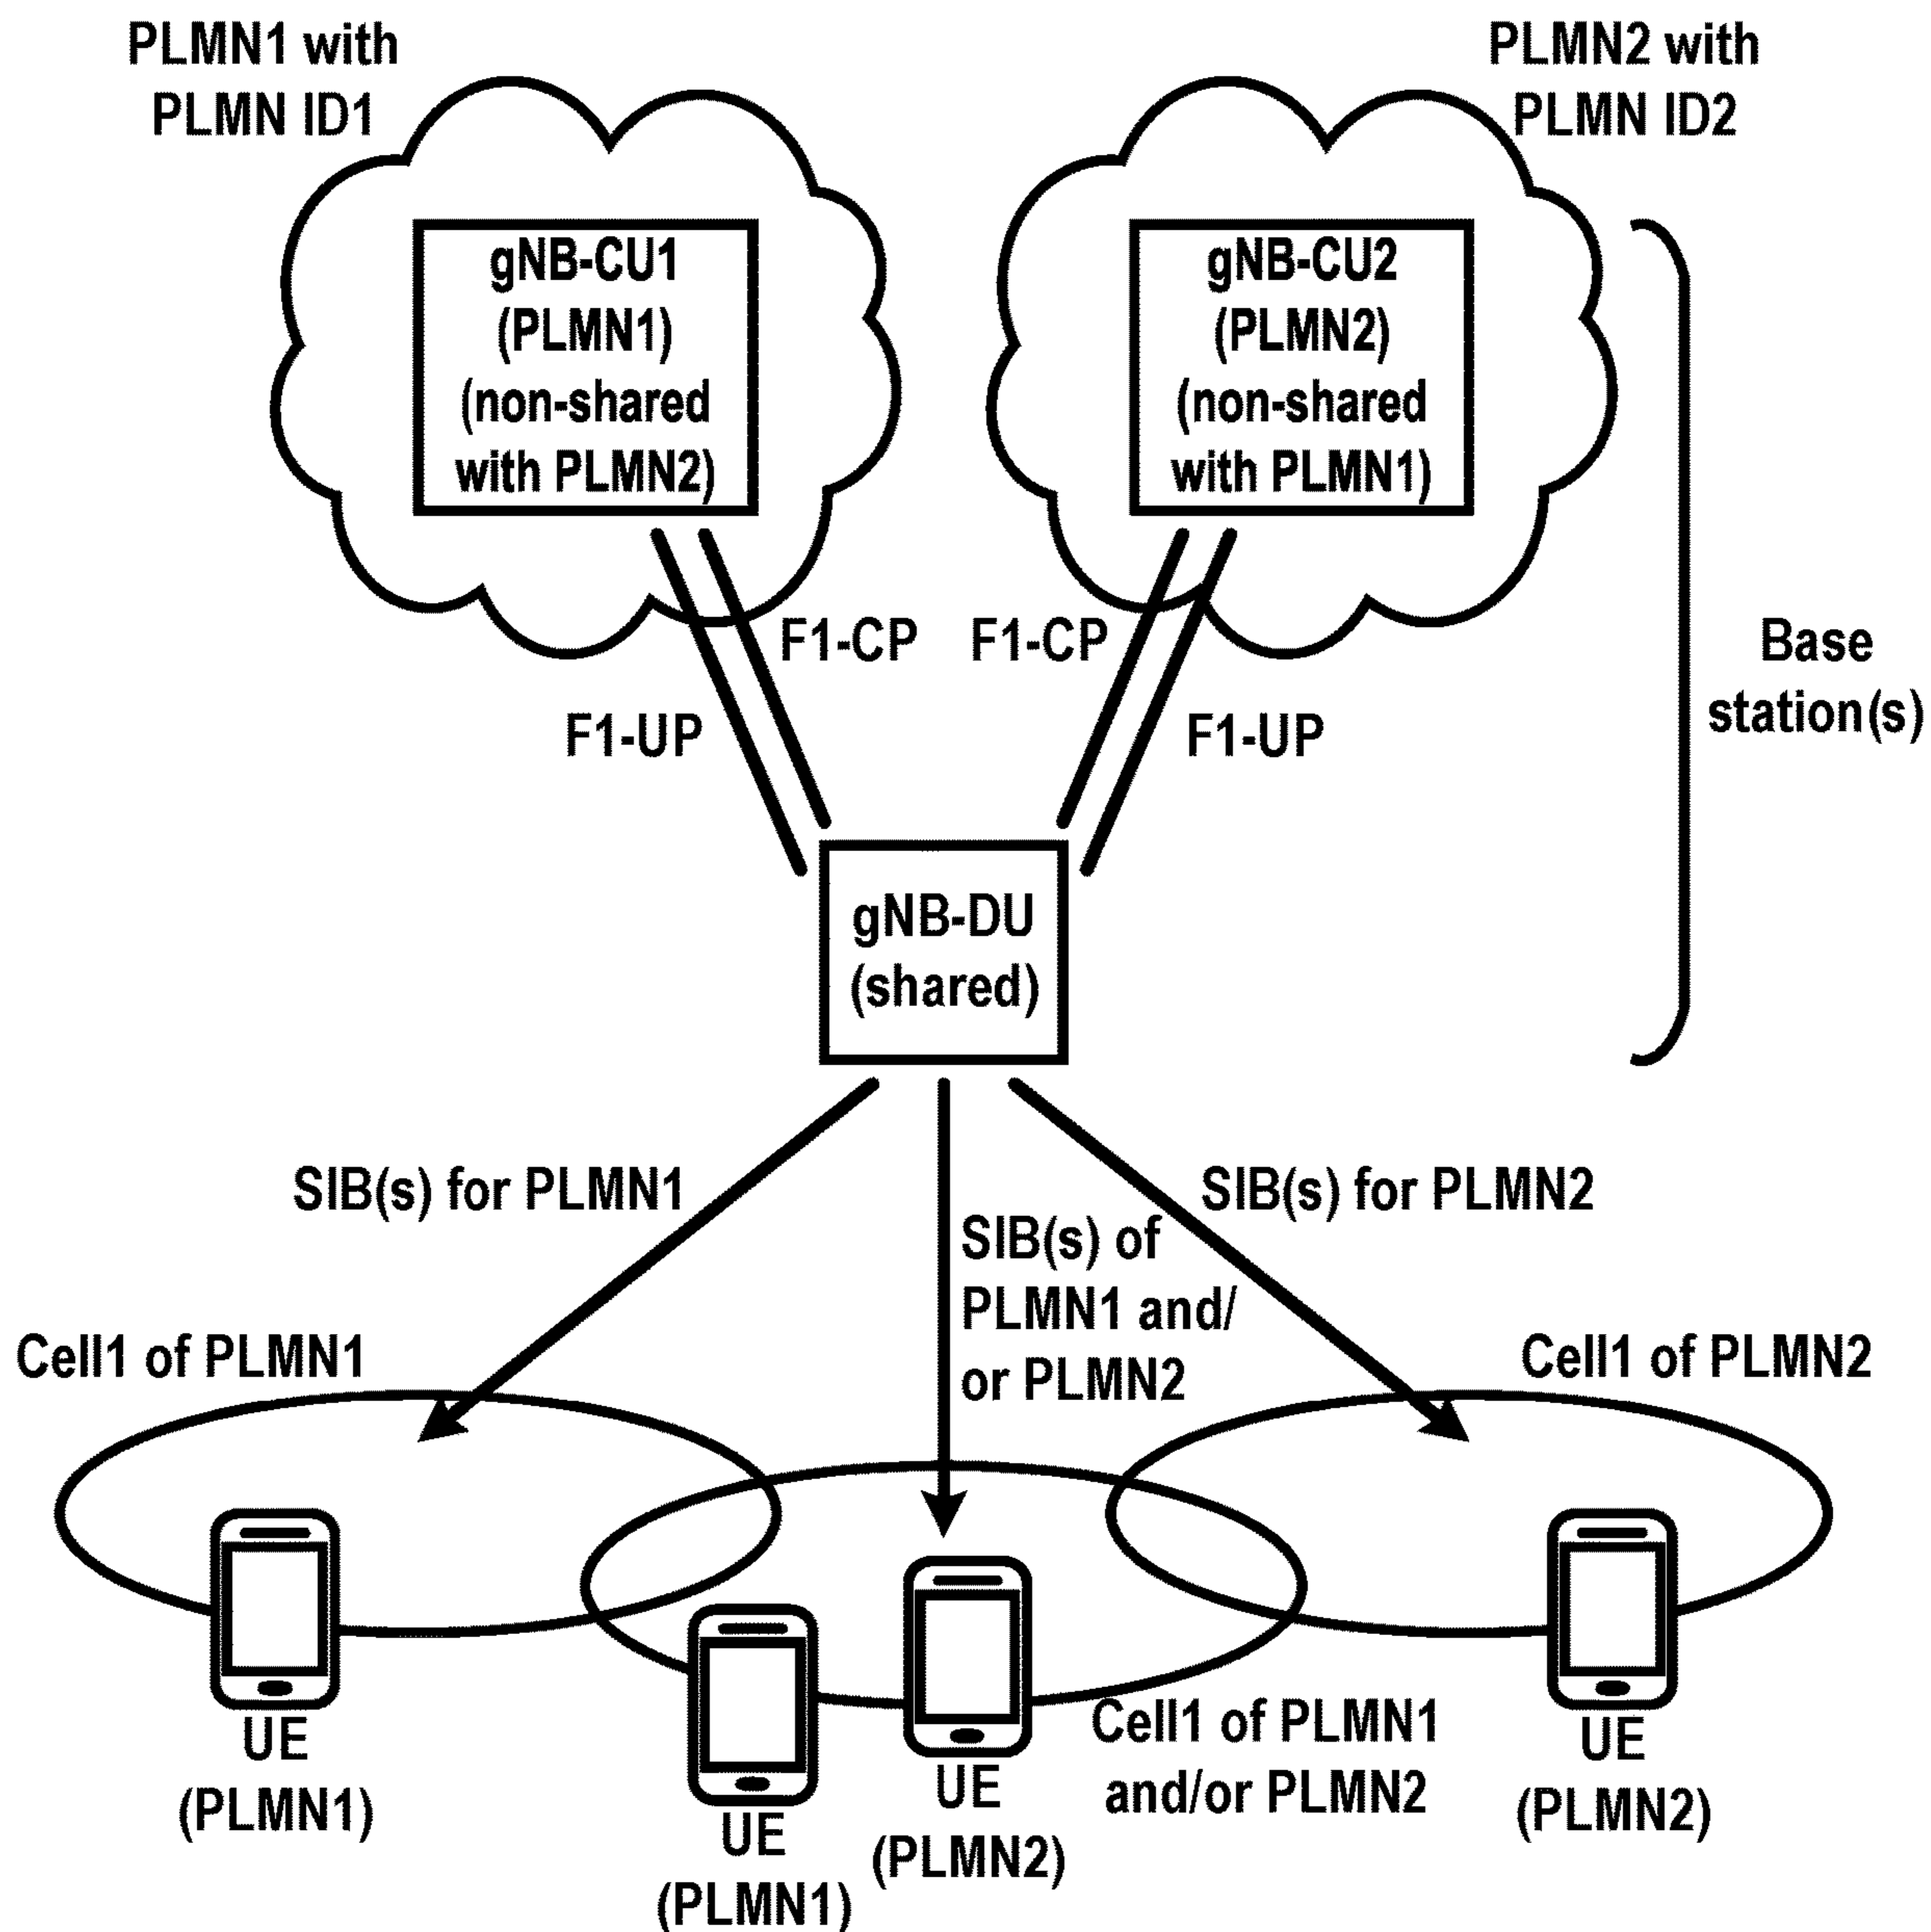 PLMN1 with
PLMN ID1
PLMN2 with
PLMN ID2
gNB-CU1
(PLMN1)
(non-shared
with PLMN2)
gNB-CU2
(PLMN2)
(non-shared
with PLMN1)
F1-CP
F1-CP
F1-UP
F1-UP
Base
station(s)
gNB-DU
(shared)
SIB(s) for PLMN1
SIB(s) of
PLMN1 and/
or PLMN2
SIB(s) for PLMN2
Cell1 of PLMN1
Cell1 of PLMN2
UE
(PLMN1)
UE
(PLMN1)
UE
(PLMN2)
Cell1 of PLMN1
and/or PLMN2
UE
(PLMN2)